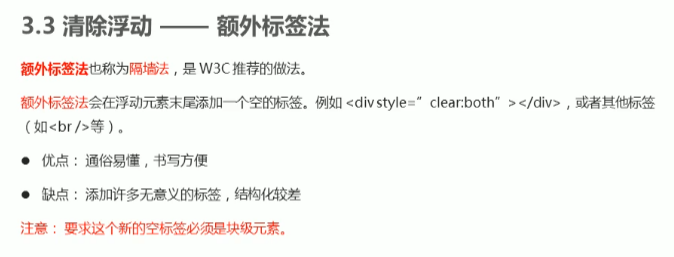 3.3 清除浮动 —— 额外标签法
额外标签法也称为隔墙法，是 W3C 推荐的做法。
额外标签法会在浮动元素末尾添加一个空的标签。例如 <div style=”clear:both”></div>，或者其他标签
（如<br />等）。
● 优点： 通俗易懂，书写方便
● 缺点： 添加许多无意义的标签，结构化较差
注意： 要求这个新的空标签必须是块级元素。